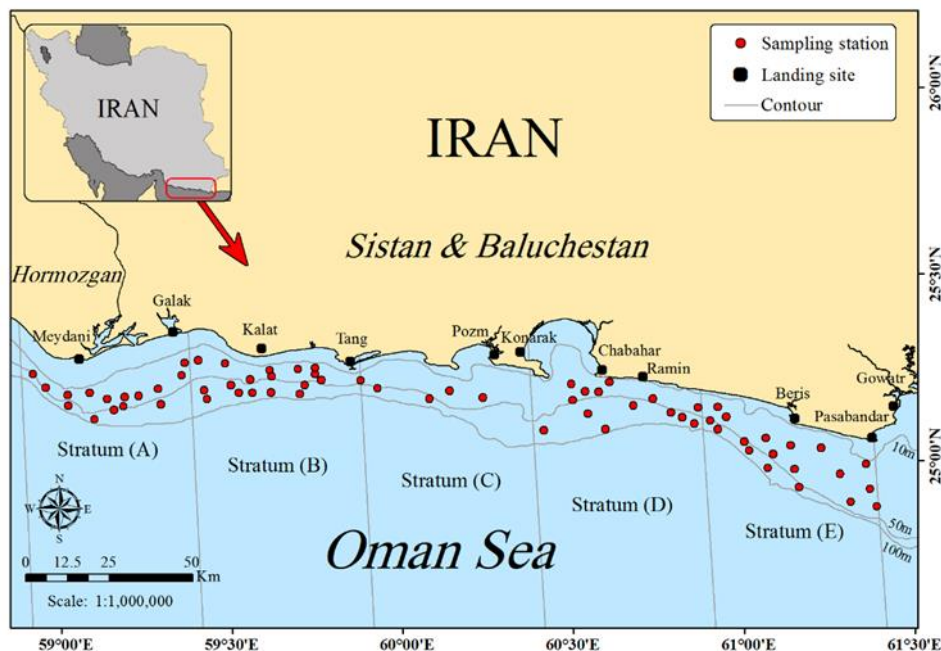 IRAN
Sampling station
Landing site
Contour
IRAN
Sistan & Baluchestan
Hormozgan
Galak
Meydani
Kalat
Tang
Pozm
Konarak
Chabahar
Ramin
Beris
Gowatr
Pasabandar
10m
50m
100m
Stratum (A)
Stratum (B)
Stratum (C)
Stratum (D)
Stratum (E)
N
W
E
S
Oman Sea
0 12.5 25 50
Km
Scale: 1:1,000,000
26°00'N
25°30'N
25°00'N
59°00'E
59°30'E
60°00'E
60°30'E
61°00'E
61°30'E